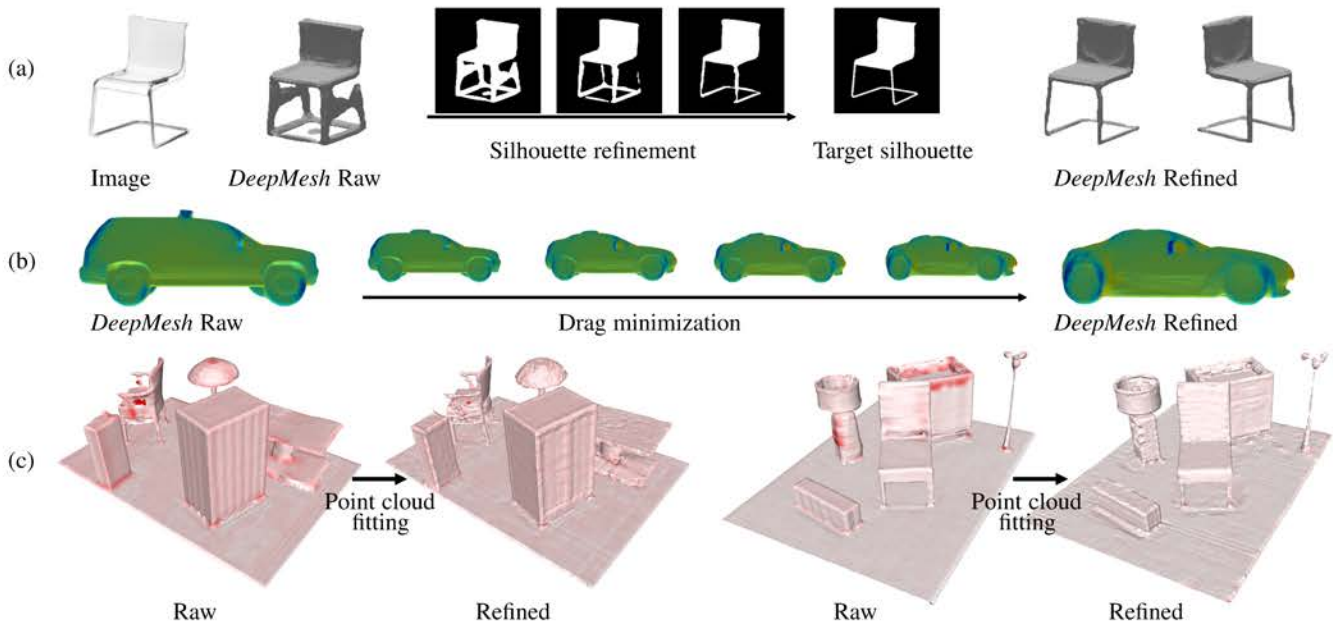 (a)
Image
DeepMesh Raw
Silhouette refinement
Target silhouette
DeepMesh Refined
(b)
DeepMesh Raw
Drag minimization
DeepMesh Refined
(c)
Point cloud
fitting
Point cloud
fitting
Raw
Refined
Raw
Refined